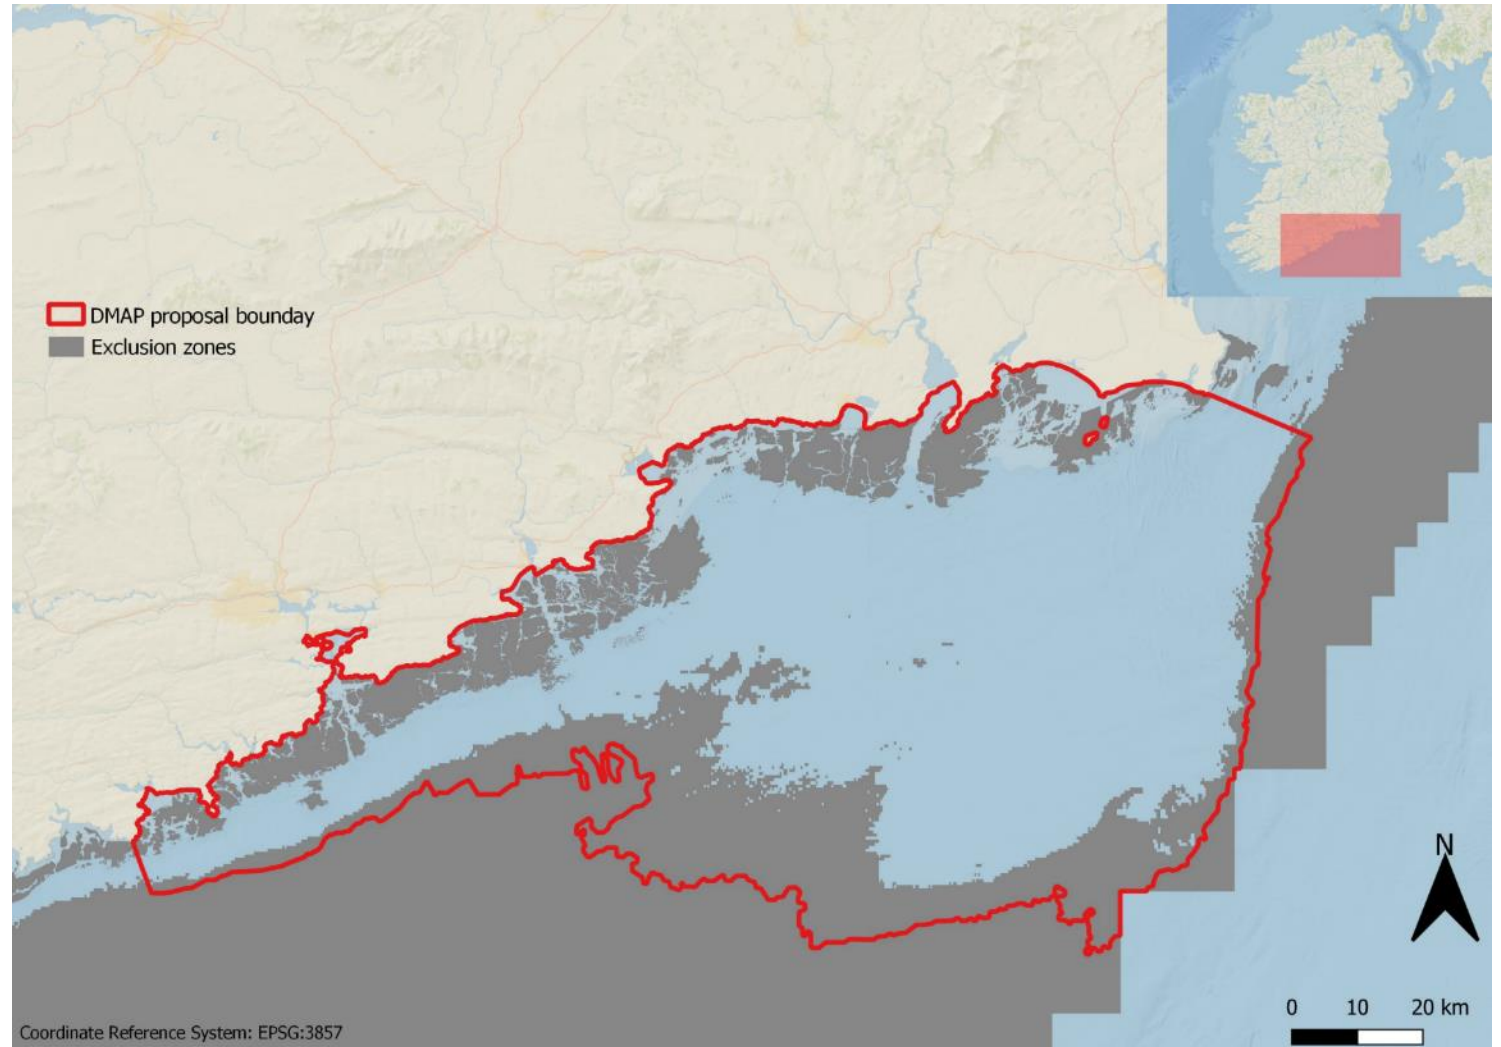 DMAP proposal bounday
Exclusion zones
N
0 10 20 km
Coordinate Reference System: EPSG:3857